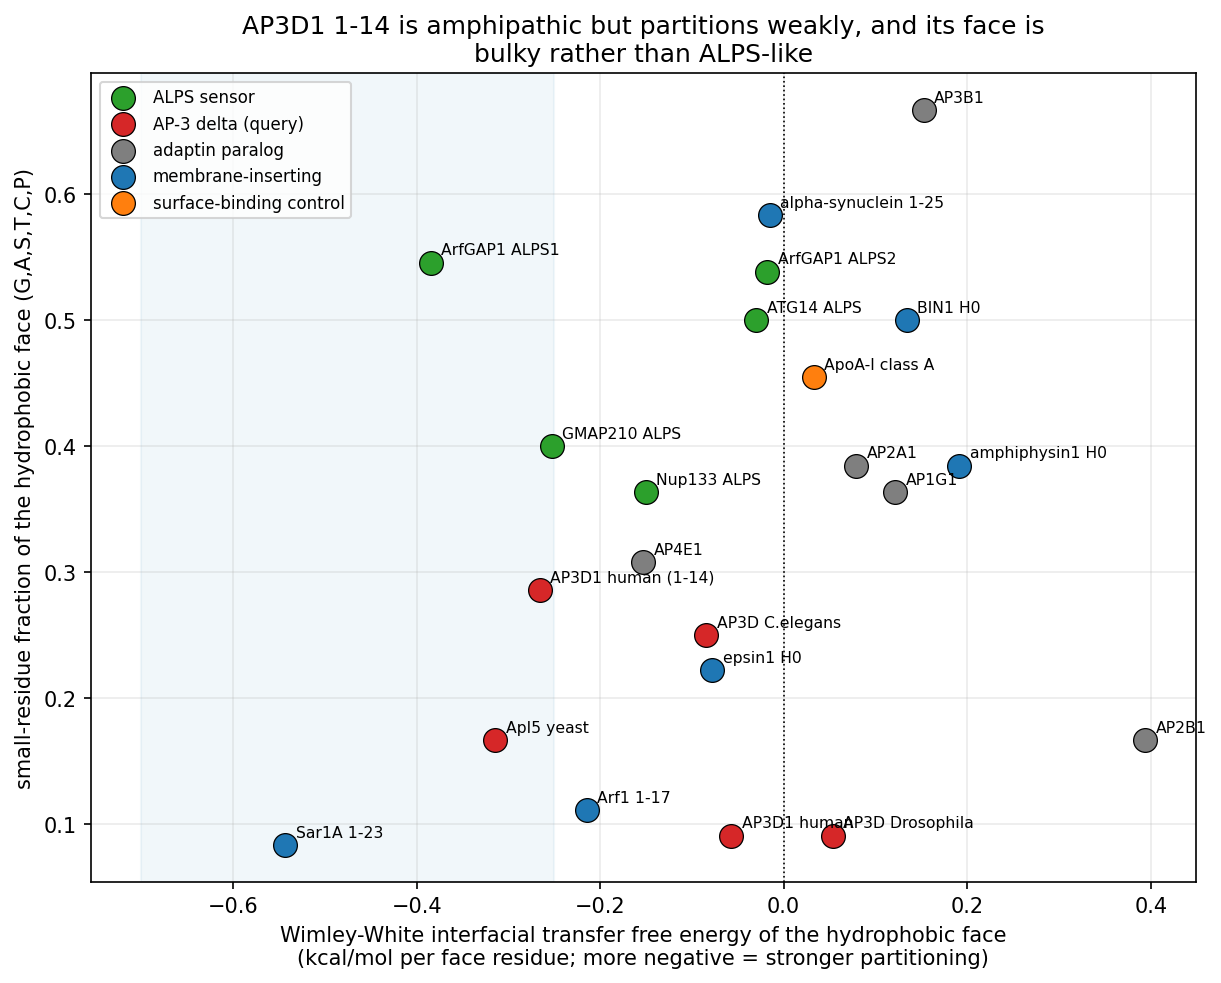 AP3D1 1-14 is amphipathic but partitions weakly, and its face is
bulky rather than ALPS-like
ALPS sensor
AP-3 delta (query)
adaptin paralog
membrane-inserting
surface-binding control
AP3B1
alpha-synuclein 1-25
ArfGAP1 ALPS1
ArfGAP1 ALPS2
ATG14 ALPS
BIN1 H0
ApoA-I class A
GMAP210 ALPS
AP2A1
amphiphysin1 H0
Nup133 ALPS
AP1G1
AP4E1
AP3D1 human (1-14)
AP3D C.elegans
epsin1 H0
Apl5 yeast
AP2B1
Arf1 1-17
Sar1A 1-23
AP3D1 human
AP3D Drosophila
small-residue fraction of the hydrophobic face (G,A,S,T,C,P)
0.6
0.5
0.4
0.3
0.2
0.1
−0.6
−0.4
−0.2
0.0
0.2
0.4
Wimley-White interfacial transfer free energy of the hydrophobic face
(kcal/mol per face residue; more negative = stronger partitioning)